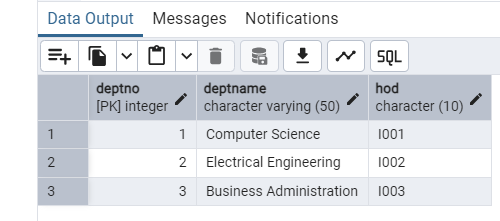 Data Output Messages Notifications
SQL
deptno deptname hod
[PK] integer character varying (50) character (10)
1 1 Computer Science I001
2 2 Electrical Engineering I002
3 3 Business Administration I003